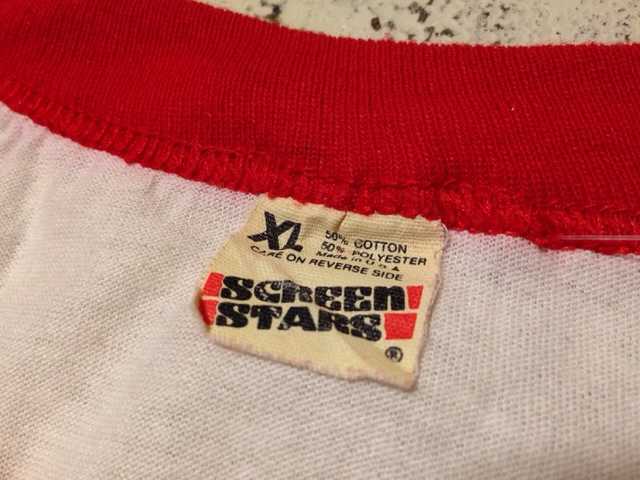 XL
50% COTTON
50% POLYESTER
Made in U.S.A
CARE ON REVERSE SIDE
SCREEN
STARS
®